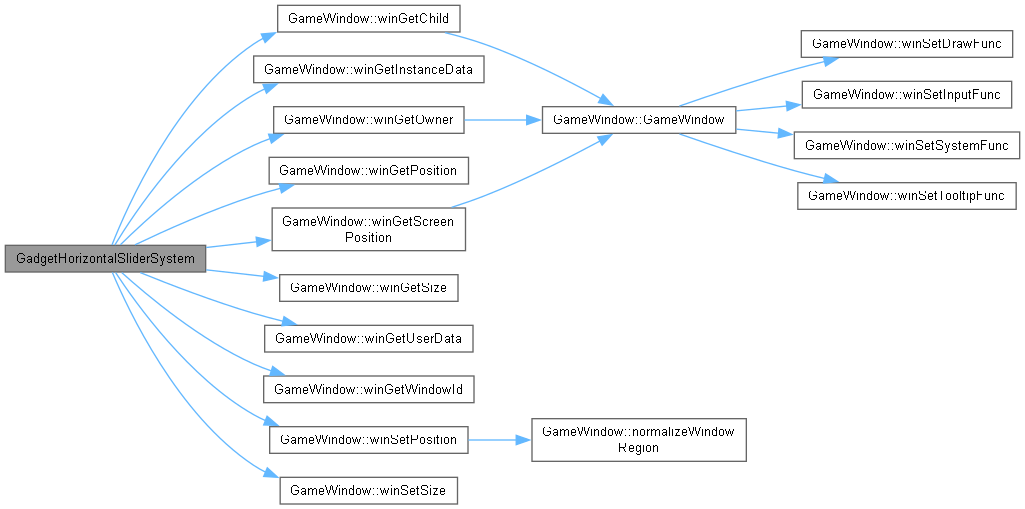 GameWindow::winGetChild
GameWindow::winSetDrawFunc
GameWindow::winGetInstanceData
GameWindow::winSetInputFunc
GameWindow::winGetOwner
GameWindow::GameWindow
GameWindow::winSetSystemFunc
GameWindow::winGetPosition
GameWindow::winSetTooltipFunc
GameWindow::winGetScreen
Position
GadgetHorizontalSliderSystem
GameWindow::winGetSize
GameWindow::winGetUserData
GameWindow::winGetWindowId
GameWindow::winSetPosition
GameWindow::normalizeWindow
Region
GameWindow::winSetSize